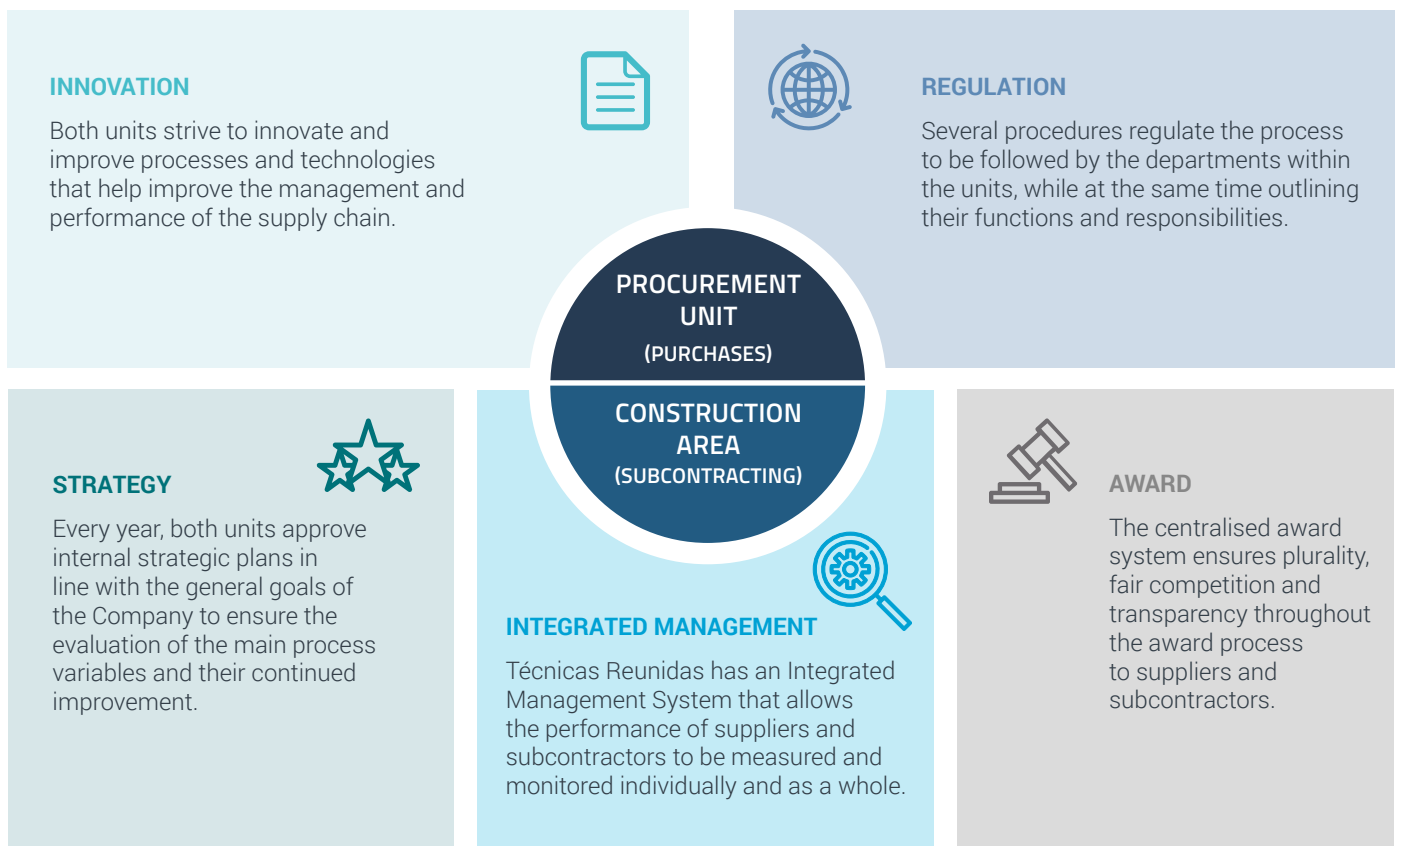 INNOVATION
Both units strive to innovate and
improve processes and technologies
that help improve the management and
performance of the supply chain.
REGULATION
Several procedures regulate the process
to be followed by the departments within
the units, while at the same time outlining
their functions and responsibilities.
PROCUREMENT
UNIT
(PURCHASES)
CONSTRUCTION
AREA
(SUBCONTRACTING)
STRATEGY
Every year, both units approve
internal strategic plans in
line with the general goals of
the Company to ensure the
evaluation of the main process
variables and their continued
improvement.
INTEGRATED MANAGEMENT
Técnicas Reunidas has an Integrated
Management System that allows
the performance of suppliers and
subcontractors to be measured and
monitored individually and as a whole.
AWARD
The centralised award
system ensures plurality,
fair competition and
transparency throughout
the award process
to suppliers and
subcontractors.